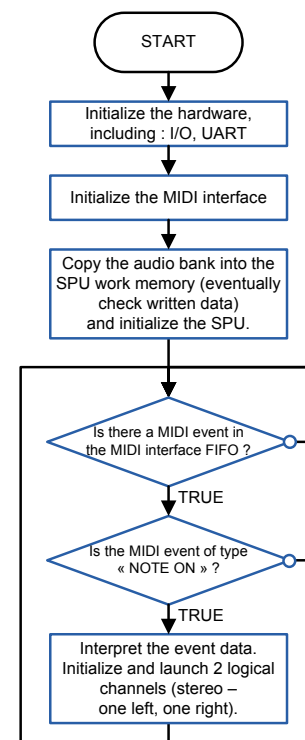 START
Initialize the hardware,
including : I/O, UART
Initialize the MIDI interface
Copy the audio bank into the
SPU work memory (eventually
check written data)
and initialize the SPU.
Is there a MIDI event in
the MIDI interface FIFO ?
TRUE
Is the MIDI event of type
« NOTE ON » ?
TRUE
Interpret the event data.
Initialize and launch 2 logical
channels (stereo –
one left, one right).